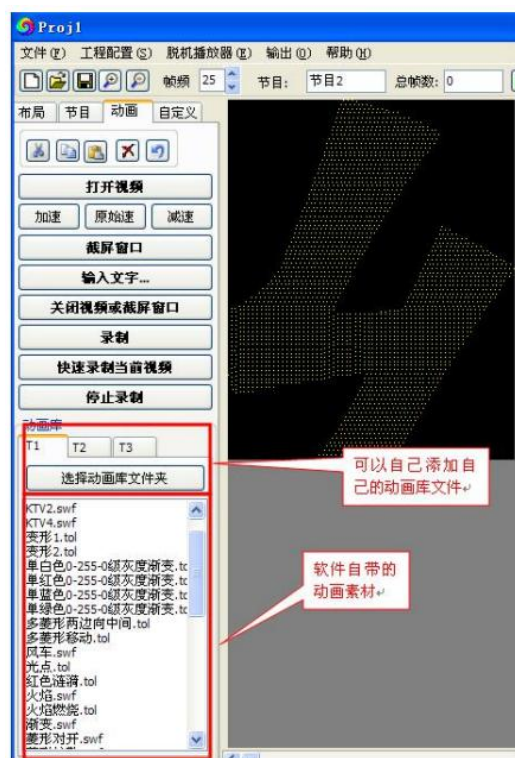 Proj1
文件(F) 工程配置(S) 脱机播放器(E) 输出(O) 帮助(H)
帧频 25 节目: 节目2 总帧数: 0
布局 节目 动画 自定义
打开视频
加速 原始速 减速
截屏窗口
输入文字...
关闭视频或截屏窗口
录制
快速录制当前视频
停止录制
动画库
T1 T2 T3
选择动画库文件夹
可以自己添加自
己的动画库文件
KTV2.swf
KTV4.swf
变形1.tol
变形2.tol
单白色0-255-0级灰度渐变.to
单红色0-255-0级灰度渐变.to
单蓝色0-255-0级灰度渐变.to
单绿色0-255-0级灰度渐变.to
多菱形两边向中间.tol
多菱形移动.tol
风车.swf
光点.tol
红色涟漪.tol
火焰.swf
火焰燃烧.tol
渐变.swf
菱形对开.swf
软件自带的
动画素材